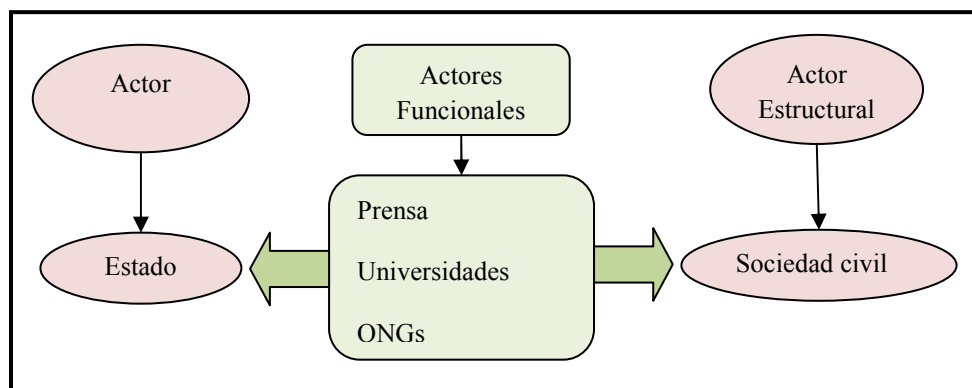 Actor
Actores
Funcionales
Actor
Estructural
Prensa
Universidades
ONGs
Estado
Sociedad civil